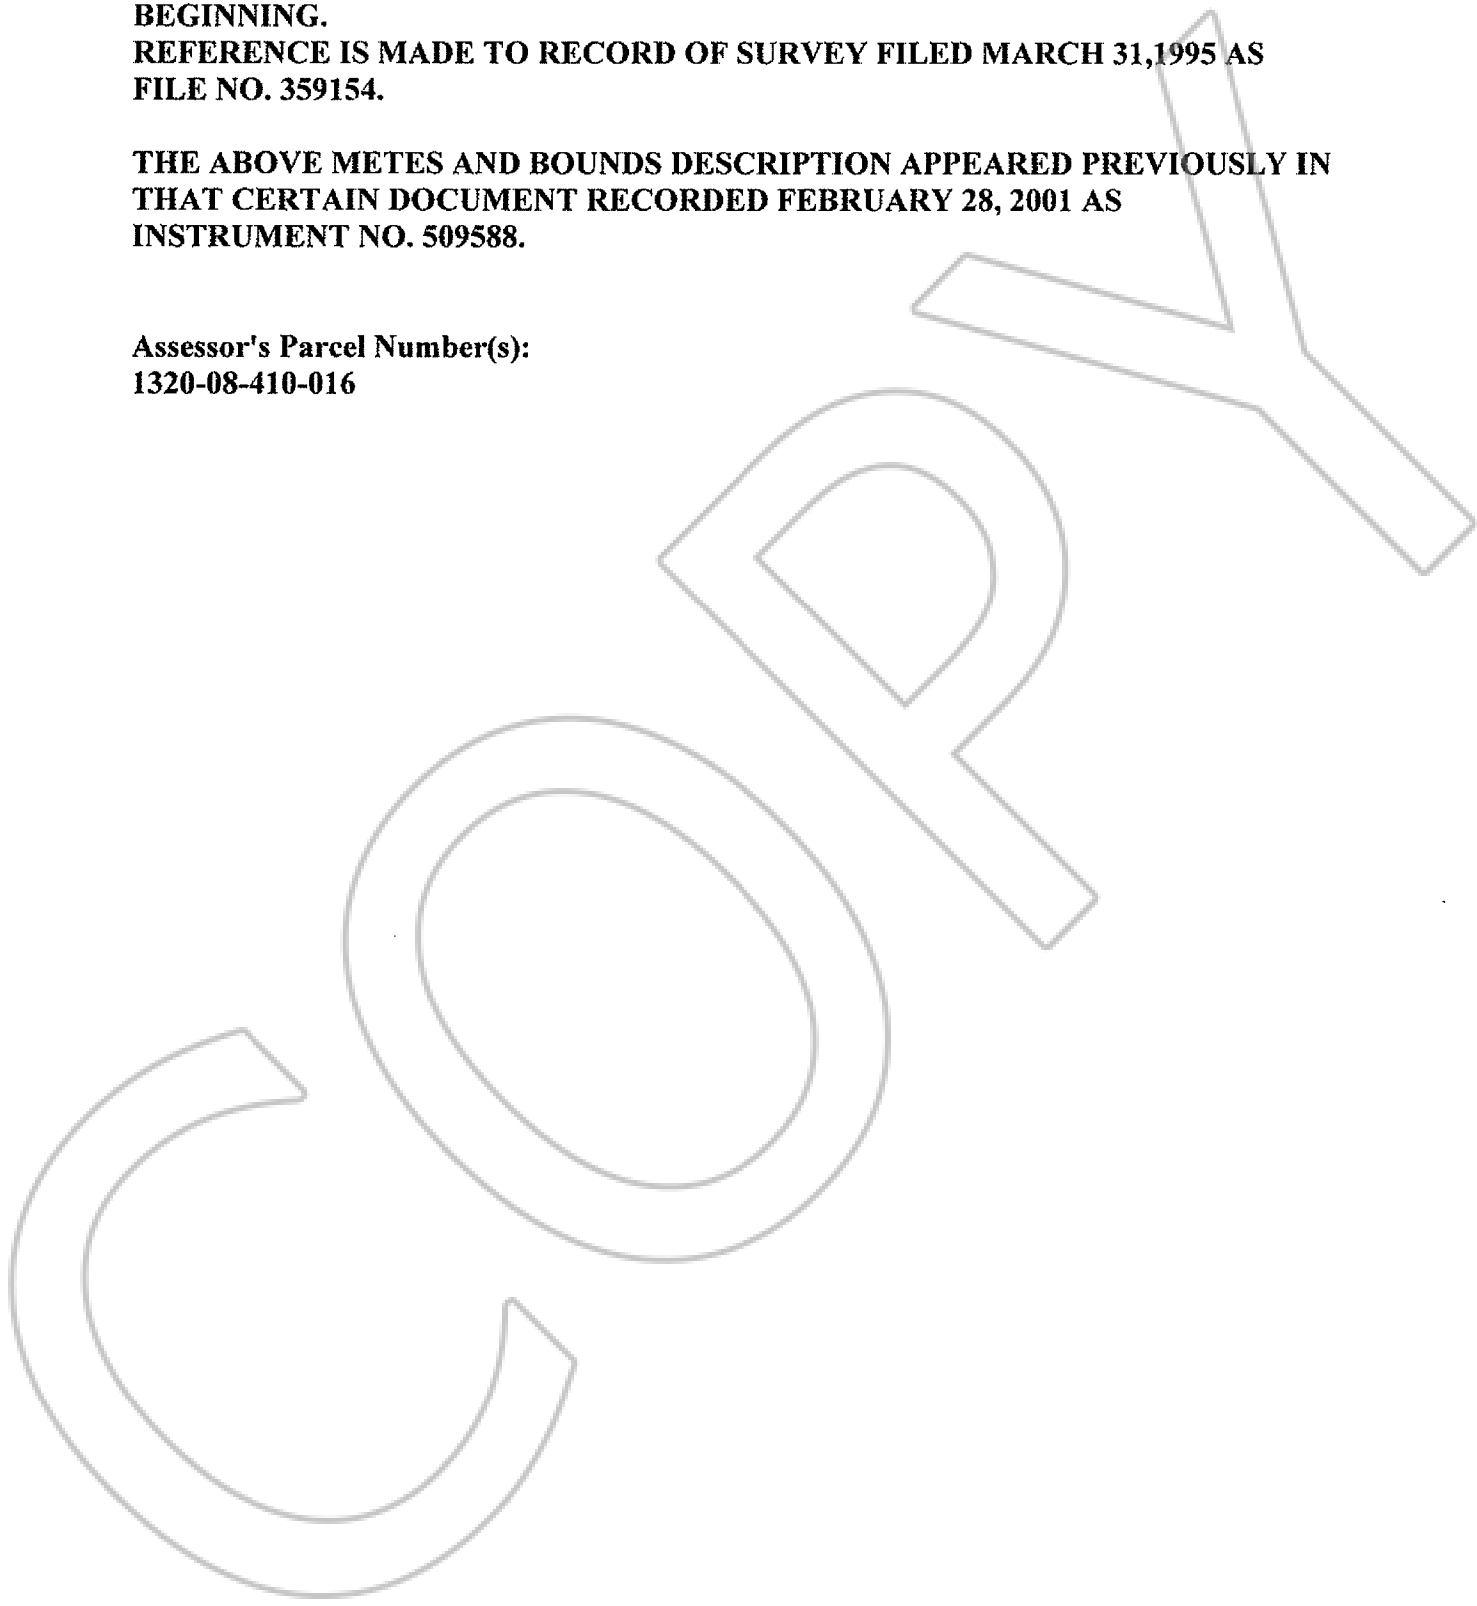 BEGINNING.
REFERENCE IS MADE TO RECORD OF SURVEY FILED MARCH 31,1995 AS
FILE NO. 359154.
THE ABOVE METES AND BOUNDS DESCRIPTION APPEARED PREVIOUSLY IN
THAT CERTAIN DOCUMENT RECORDED FEBRUARY 28, 2001 AS
INSTRUMENT NO. 509588.
Assessor's Parcel Number(s):
1320-08-410-016
COPY